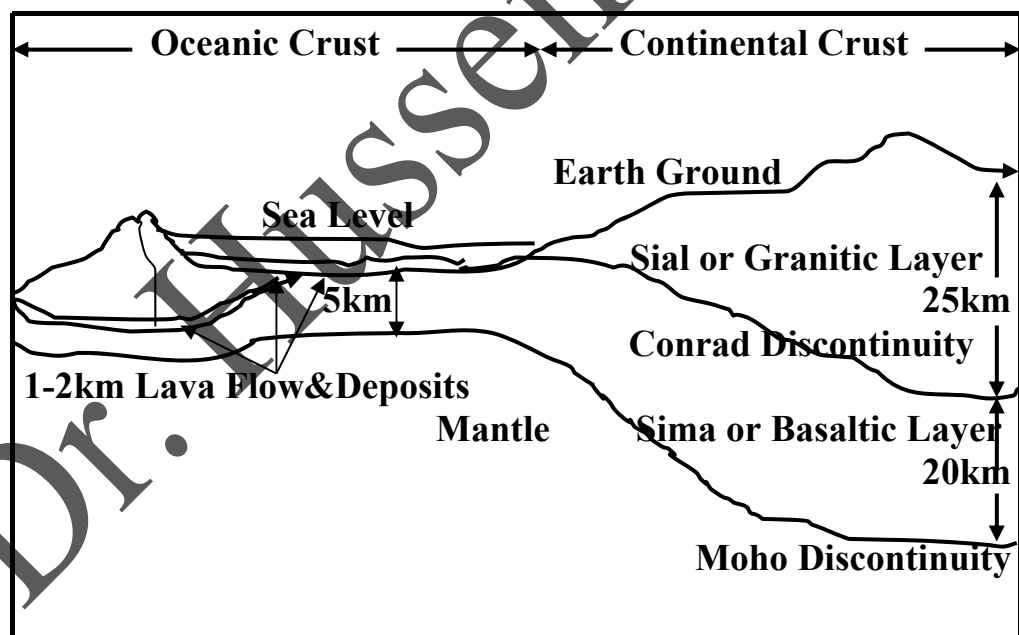 Oceanic Crust
Continental Crust
Earth Ground
Sea Level
Sial or Granitic Layer
25km
5km
Conrad Discontinuity
1-2km Lava Flow&Deposits
Mantle
Sima or Basaltic Layer
20km
Moho Discontinuity
Dr. Hussen